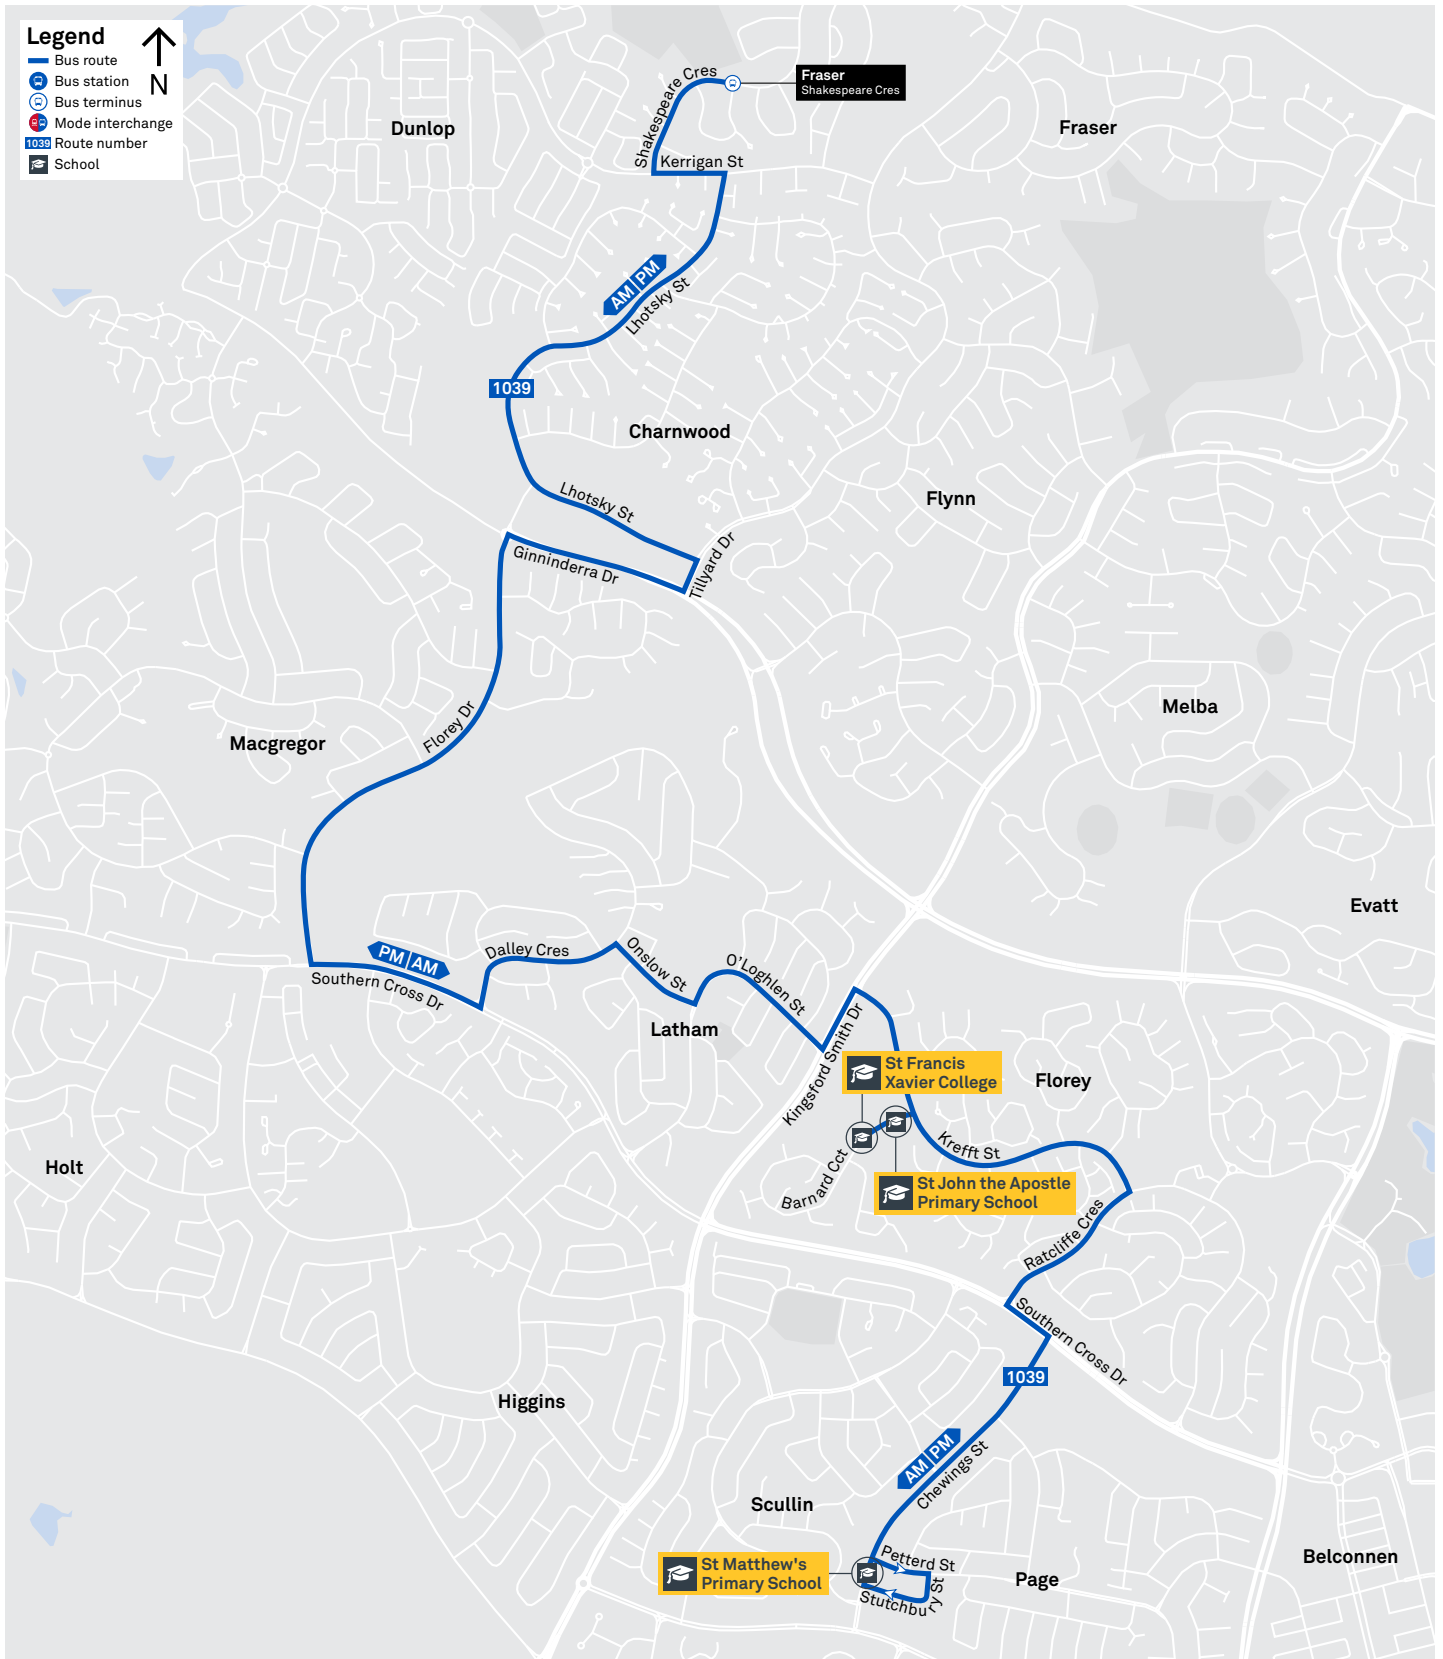 Legend
Bus route
Bus station
Bus terminus
Mode interchange
1039 Route number
School
N
Shakespeare Cres
Fraser
Shakespeare Cres
Dunlop
Fraser
Kerrigan St
AM PM
Lhotsky St
1039
Charnwood
Lhotsky St
Flynn
Ginninderra Dr
Tillyard Dr
Melba
Florey Dr
Macgregor
Evatt
PM AM
Dalley Cres
Onslow St
O'Loghlen St
Southern Cross Dr
Latham
Kingsford Smith Dr
St Francis
Xavier College
Florey
Krefft St
Holt
Barnard Cct
St John the Apostle
Primary School
Ratcliffe Cres
Southern Cross Dr
1039
Higgins
AM PM
Chewings St
Scullin
Petterd St
Belconnen
St Matthew's
Primary School
Page
Stutchbury St